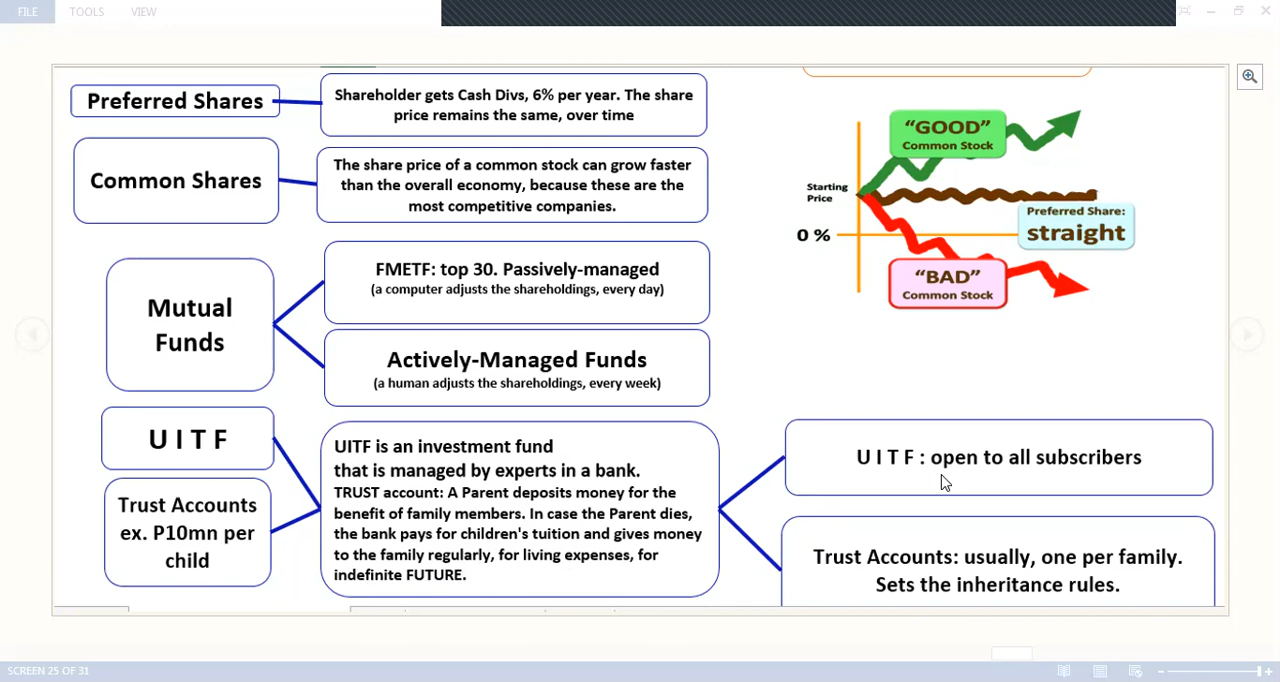 FILE TOOLS VIEW
Preferred Shares
Shareholder gets Cash Divs, 6% per year. The share
price remains the same, over time
Common Shares
The share price of a common stock can grow faster
than the overall economy, because these are the
most competitive companies.
"GOOD"
Common Stock
Starting
Price
Preferred Share:
straight
0 %
"BAD"
Common Stock
Mutual
Funds
FMETF: top 30. Passively-managed
(a computer adjusts the shareholdings, every day)
Actively-Managed Funds
(a human adjusts the shareholdings, every week)
U I T F
Trust Accounts
ex. P10mn per
child
UITF is an investment fund
that is managed by experts in a bank.
TRUST account: A Parent deposits money for the
benefit of family members. In case the Parent dies,
the bank pays for children's tuition and gives money
to the family regularly, for living expenses, for
indefinite FUTURE.
U I T F : open to all subscribers
Trust Accounts: usually, one per family.
Sets the inheritance rules.
SCREEN 25 OF 31